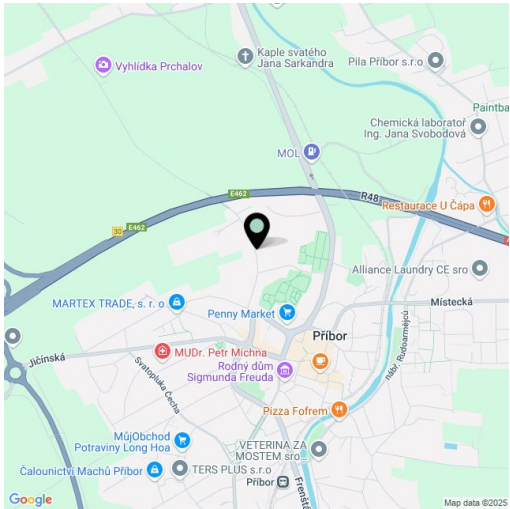 Kaple svatého
Jana Sarkandra
Vyhlídka Prchalov
Pila Příbor s.r.o
Paintba
Chemická laboratoř
Ing. Jana Svobodová
MOL
E462
R48
Restaurace U Čápa
E462
30
Alliance Laundry CE sro
MARTEX TRADE, s. r. o
Místecká
Penny Market
Příbor
nábř. Rudoarmějců
Jičínská
MUDr. Petr Michna
Rodný dům
Sigmunda Freuda
Svatopluka Čecha
Pizza Fofrem
MůjObchod
Potraviny Long Hoa
VETERINA ZA
MOSTEM sro
Čalounictví Machů Příbor
TERS PLUS s.r.o
Příbor
Frenšta
Google
Map data ©2025